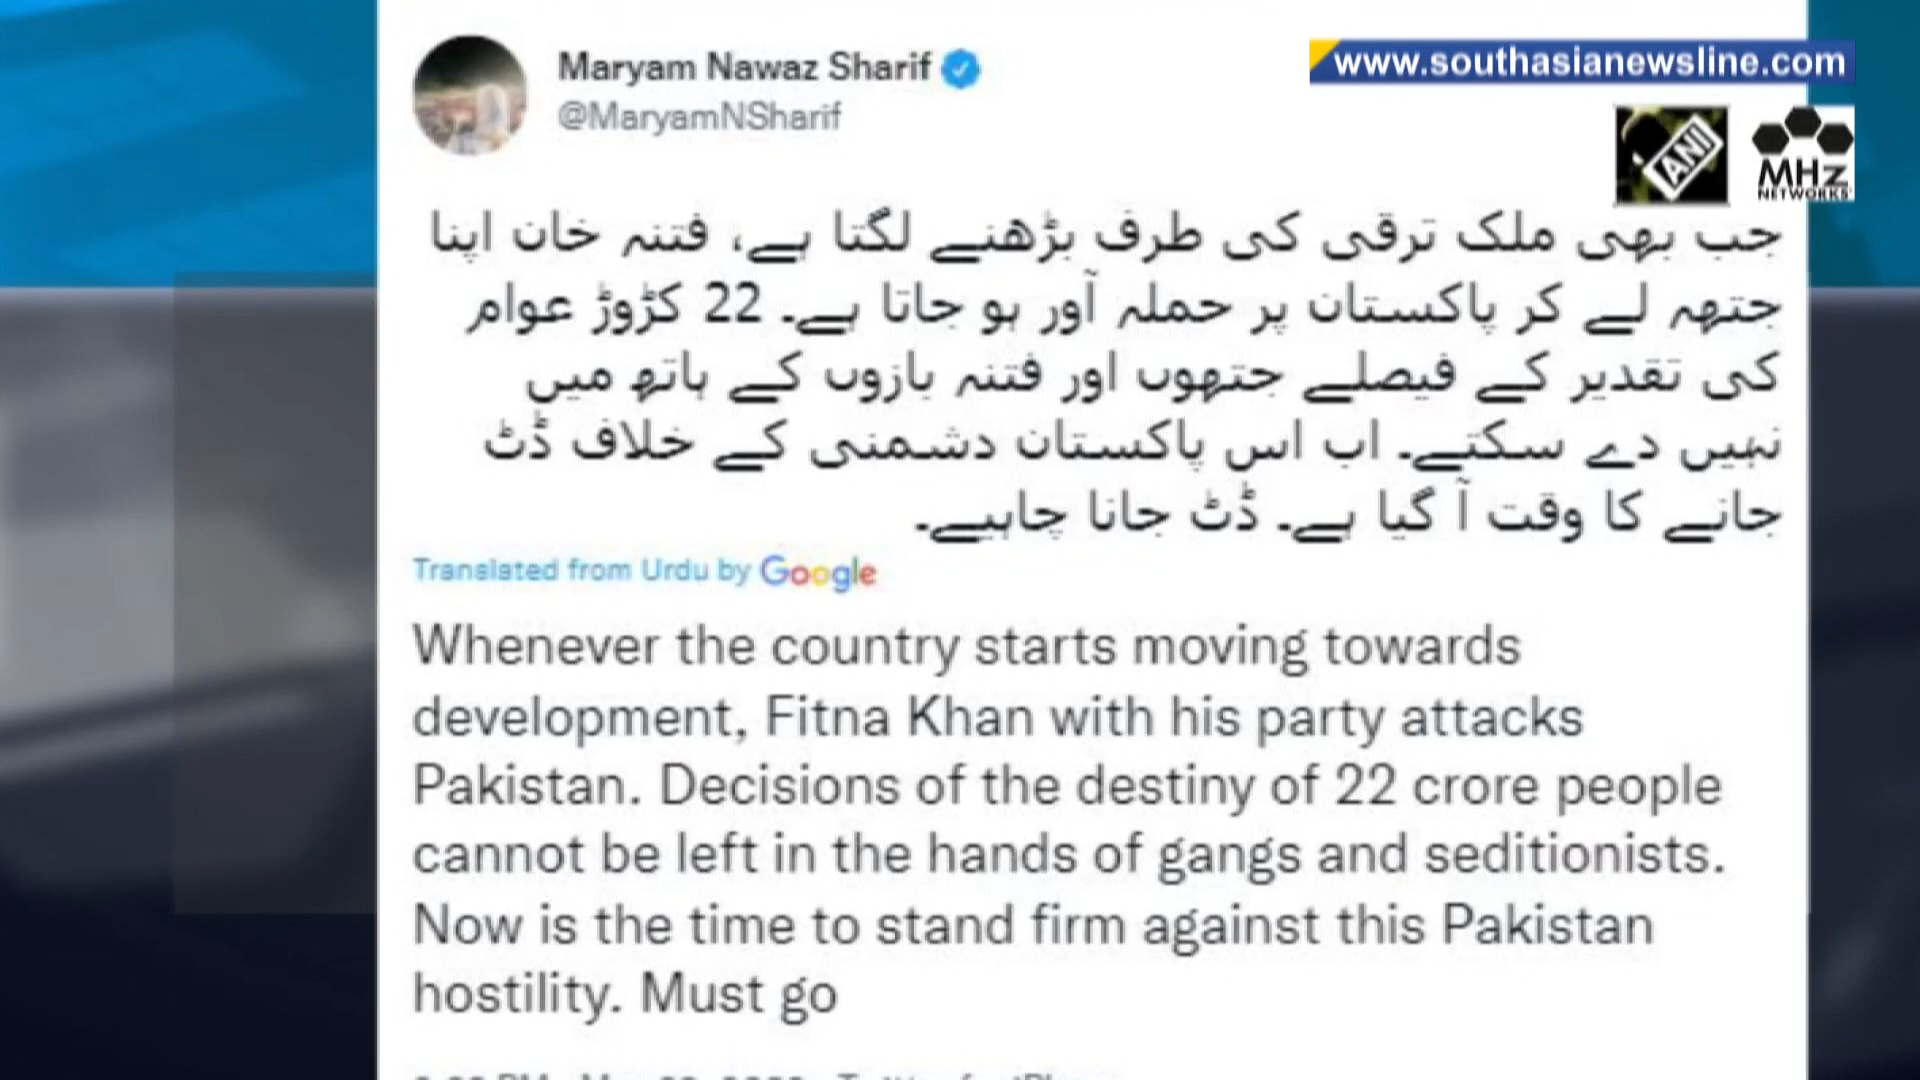 Maryam Nawaz Sharif
@MaryamNSharif
www.southasianewsline.com
ANI
MHz
NETWORKS
جب بھی ملک ترقی کی طرف بڑھنے لگتا ہے، فتنہ خان اپنا
جتھہ لے کر پاکستان پر حملہ آور ہو جاتا ہے۔ 22 کڑوڑ عوام
کی تقدیر کے فیصلے جتھوں اور فتنہ بازوں کے ہاتھ میں
نہیں دے سکتے۔ اب اس پاکستان دشمنی کے خلاف ڈٹ
جانے کا وقت آ گیا ہے۔ ڈٹ جانا چاہیے۔
Translated from Urdu by Google
Whenever the country starts moving towards
development, Fitna Khan with his party attacks
Pakistan. Decisions of the destiny of 22 crore people
cannot be left in the hands of gangs and seditionists.
Now is the time to stand firm against this Pakistan
hostility. Must go